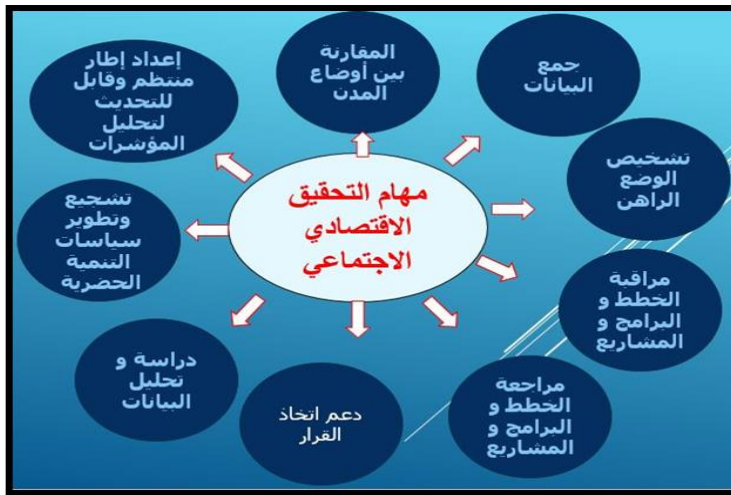 مهام التحقيق
الاقتصادي
الاجتماعي
جمع
البيانات
تشخيص
الوضع
الراهن
مراقبة
الخطط و
البرامج و
المشاريع
مراجعة
الخطط و
البرامج و
المشاريع
دعم اتخاذ
القرار
دراسة و
تحليل
البيانات
تشجيع
وتطوير
سياسات
التنمية
الحضرية
إعداد إطار
منتظم وقابل
للتحديث
لتحليل
المؤشرات
المقارنة
بين أوضاع
المدن